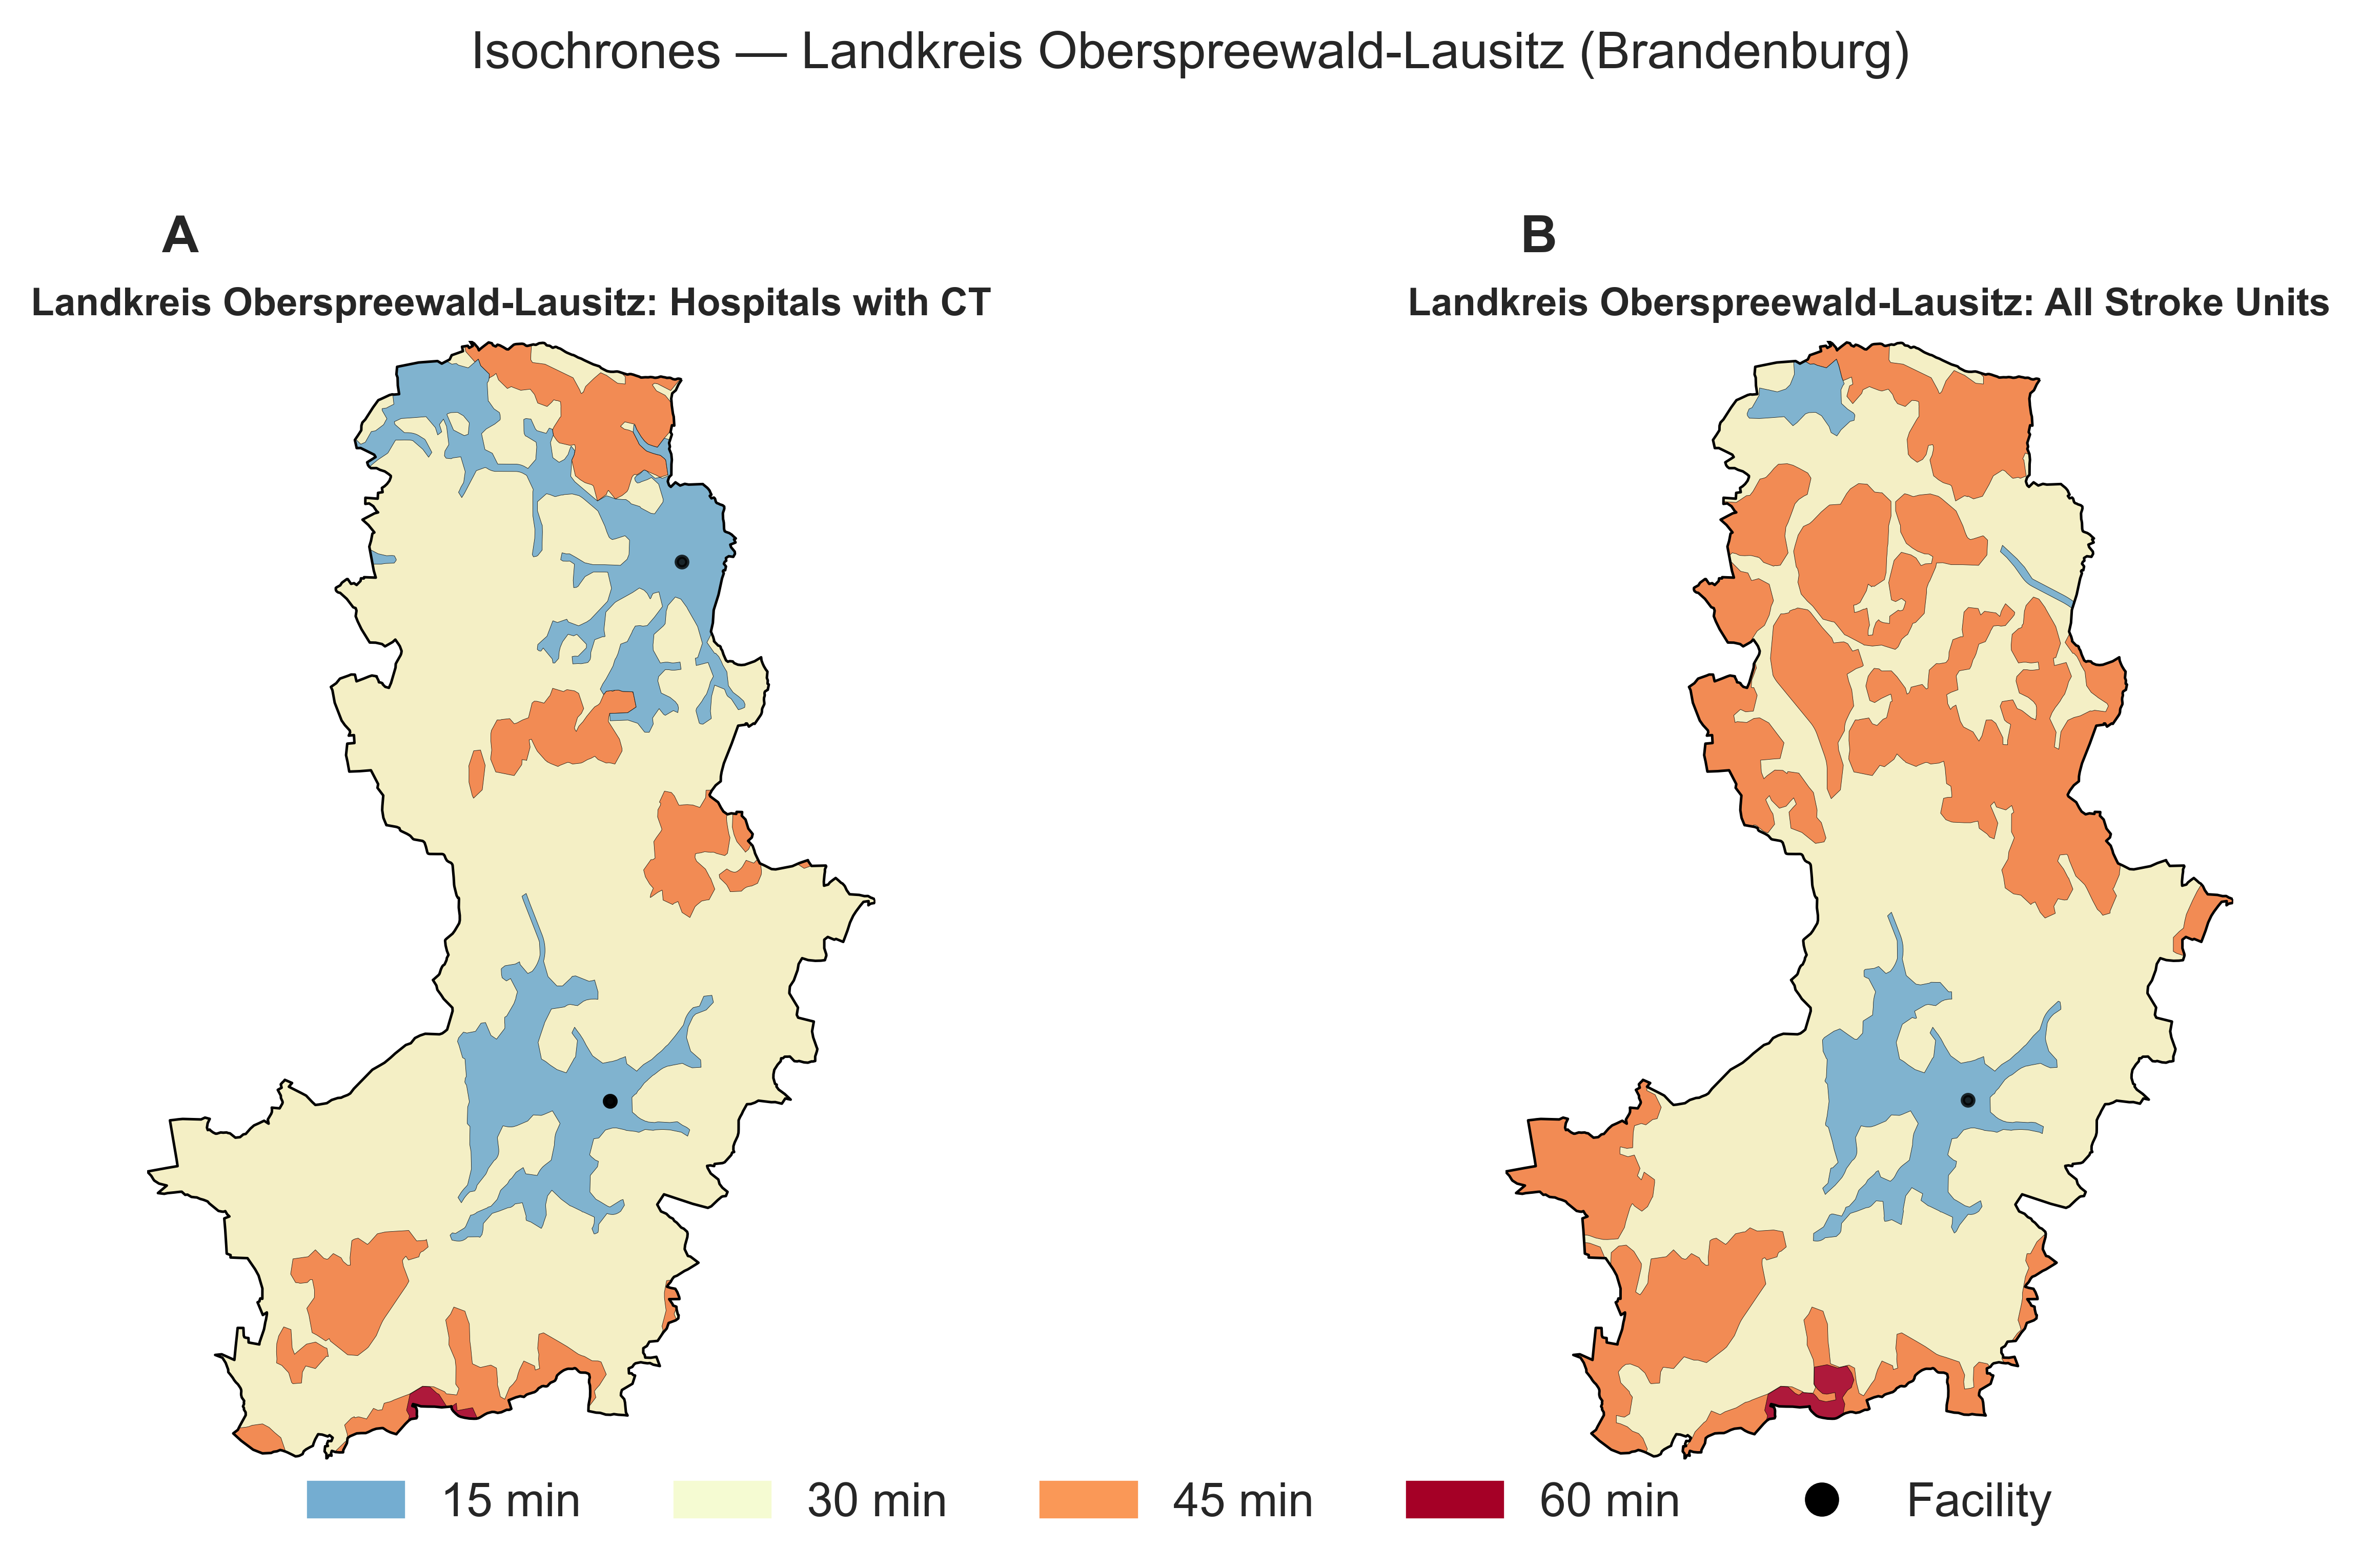 Isochrones — Landkreis Oberspreewald-Lausitz (Brandenburg)
A
Landkreis Oberspreewald-Lausitz: Hospitals with CT
B
Landkreis Oberspreewald-Lausitz: All Stroke Units
15 min
30 min
45 min
60 min
Facility